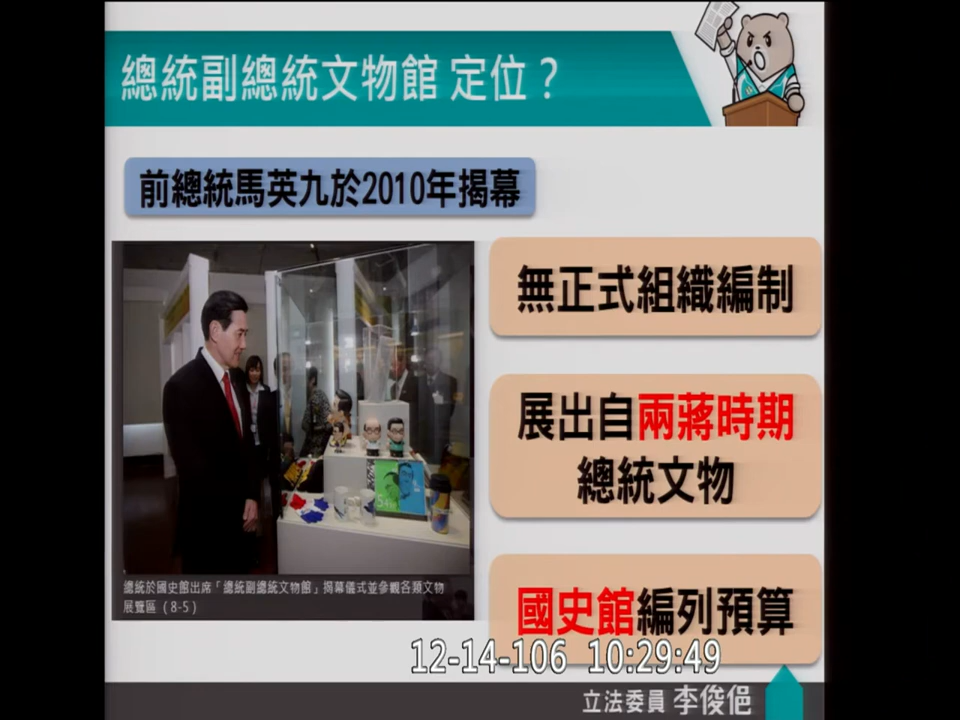 總統副總統文物館 定位？
前總統馬英九於2010年揭幕
無正式組織編制
展出自兩蔣時期
總統文物
總統於國史館出席「總統副總統文物館」揭幕儀式並參觀各類文物
展覽區（8-5）
國史館編列預算
12-14-106 10:29:49
立法委員 李俊俋